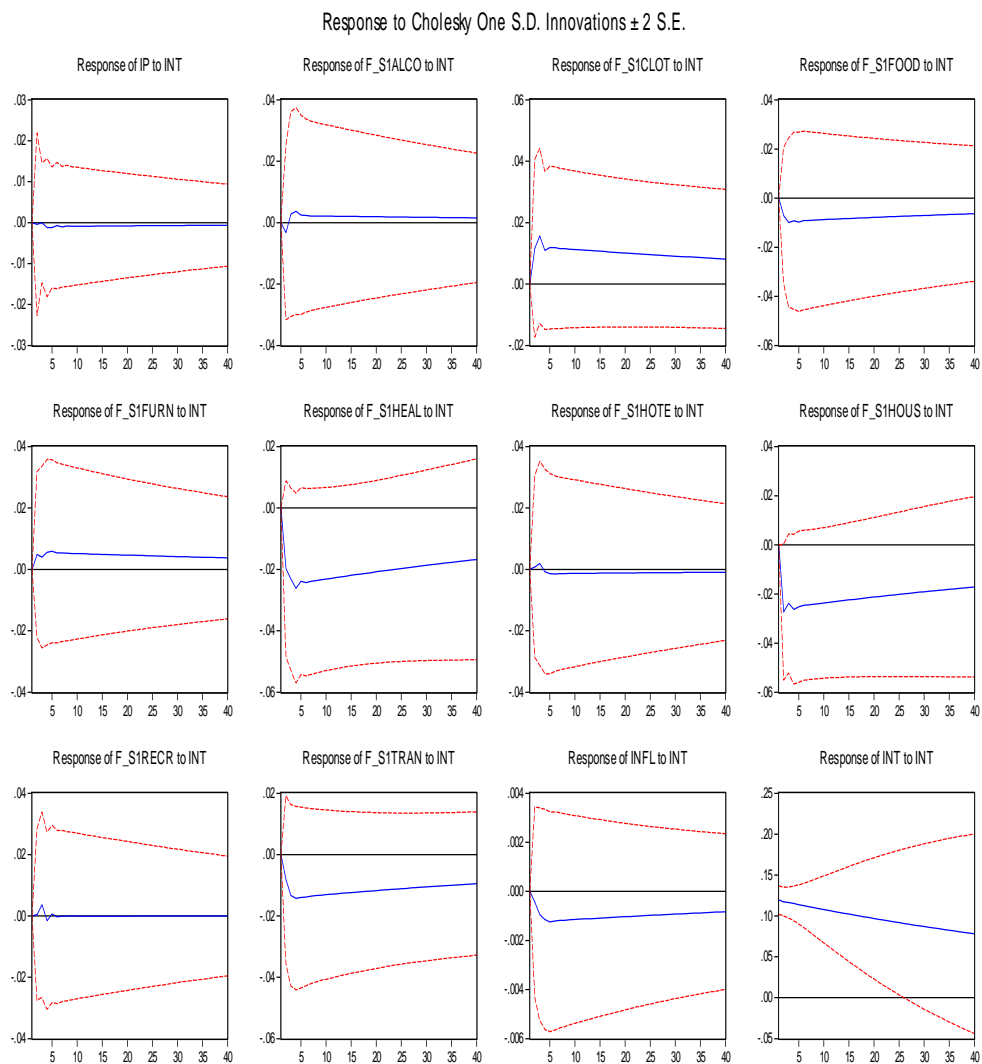 Response to Cholesky One S.D. Innovations ± 2 S.E.
Response of IP to INT
.03
.02
.01
.00
-.01
-.02
-.03
5 10 15 20 25 30 35 40
Response of F_S1ALCO to INT
.04
.02
.00
-.02
-.04
5 10 15 20 25 30 35 40
Response of F_S1CLOT to INT
.06
.04
.02
.00
-.02
5 10 15 20 25 30 35 40
Response of F_S1FOOD to INT
.04
.02
.00
-.02
-.04
-.06
5 10 15 20 25 30 35 40
Response of F_S1FURN to INT
.04
.02
.00
-.02
-.04
5 10 15 20 25 30 35 40
Response of F_S1HEAL to INT
.02
.00
-.02
-.04
-.06
5 10 15 20 25 30 35 40
Response of F_S1HOTE to INT
.04
.02
.00
-.02
-.04
5 10 15 20 25 30 35 40
Response of F_S1HOUS to INT
.04
.02
.00
-.02
-.04
-.06
5 10 15 20 25 30 35 40
Response of F_S1RECR to INT
.04
.02
.00
-.02
-.04
5 10 15 20 25 30 35 40
Response of F_S1TRAN to INT
.02
.00
-.02
-.04
-.06
5 10 15 20 25 30 35 40
Response of INFL to INT
.004
.002
.000
-.002
-.004
-.006
5 10 15 20 25 30 35 40
Response of INT to INT
.25
.20
.15
.10
.05
.00
-.05
5 10 15 20 25 30 35 40